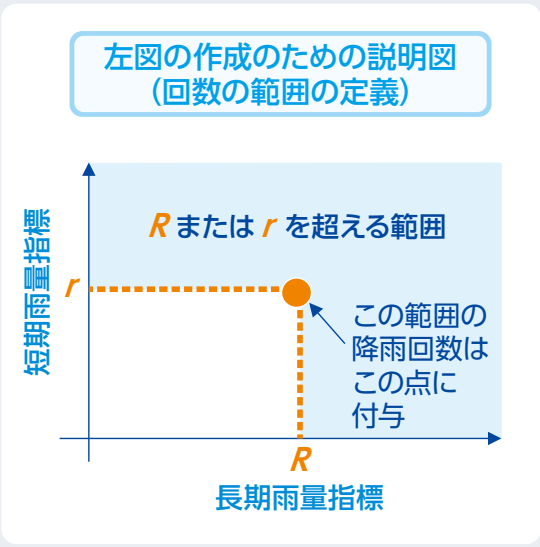 左図の作成のための説明図
（回数の範囲の定義）
R または r を超える範囲
短期雨量指標
r
この範囲の
降雨回数は
この点に
付与
R
長期雨量指標